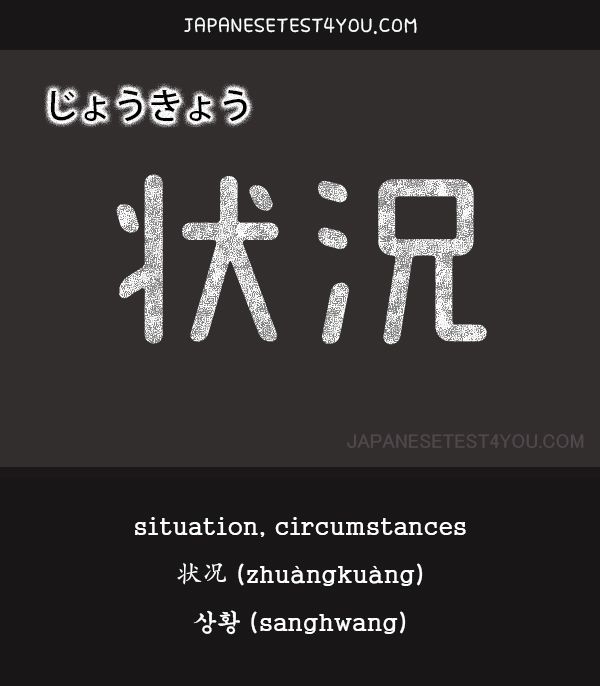 JAPANESETEST4YOU.COM
じょうきょう
状況
JAPANESETEST4YOU.COM
situation, circumstances
状况 (zhuàngkuàng)
상황 (sanghwang)